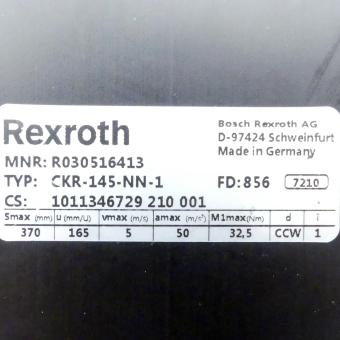 Rexroth
Bosch Rexroth AG
D-97424 Schweinfurt
Made in Germany
MNR: R030516413
TYP: CKR-145-NN-1 FD: 856 7210
CS: 1011346729 210 001
Smax (mm) u (mm/U) vmax (m/s) amax (m/s²) M1max(Nm) d i
370 165 5 50 32,5 CCW 1